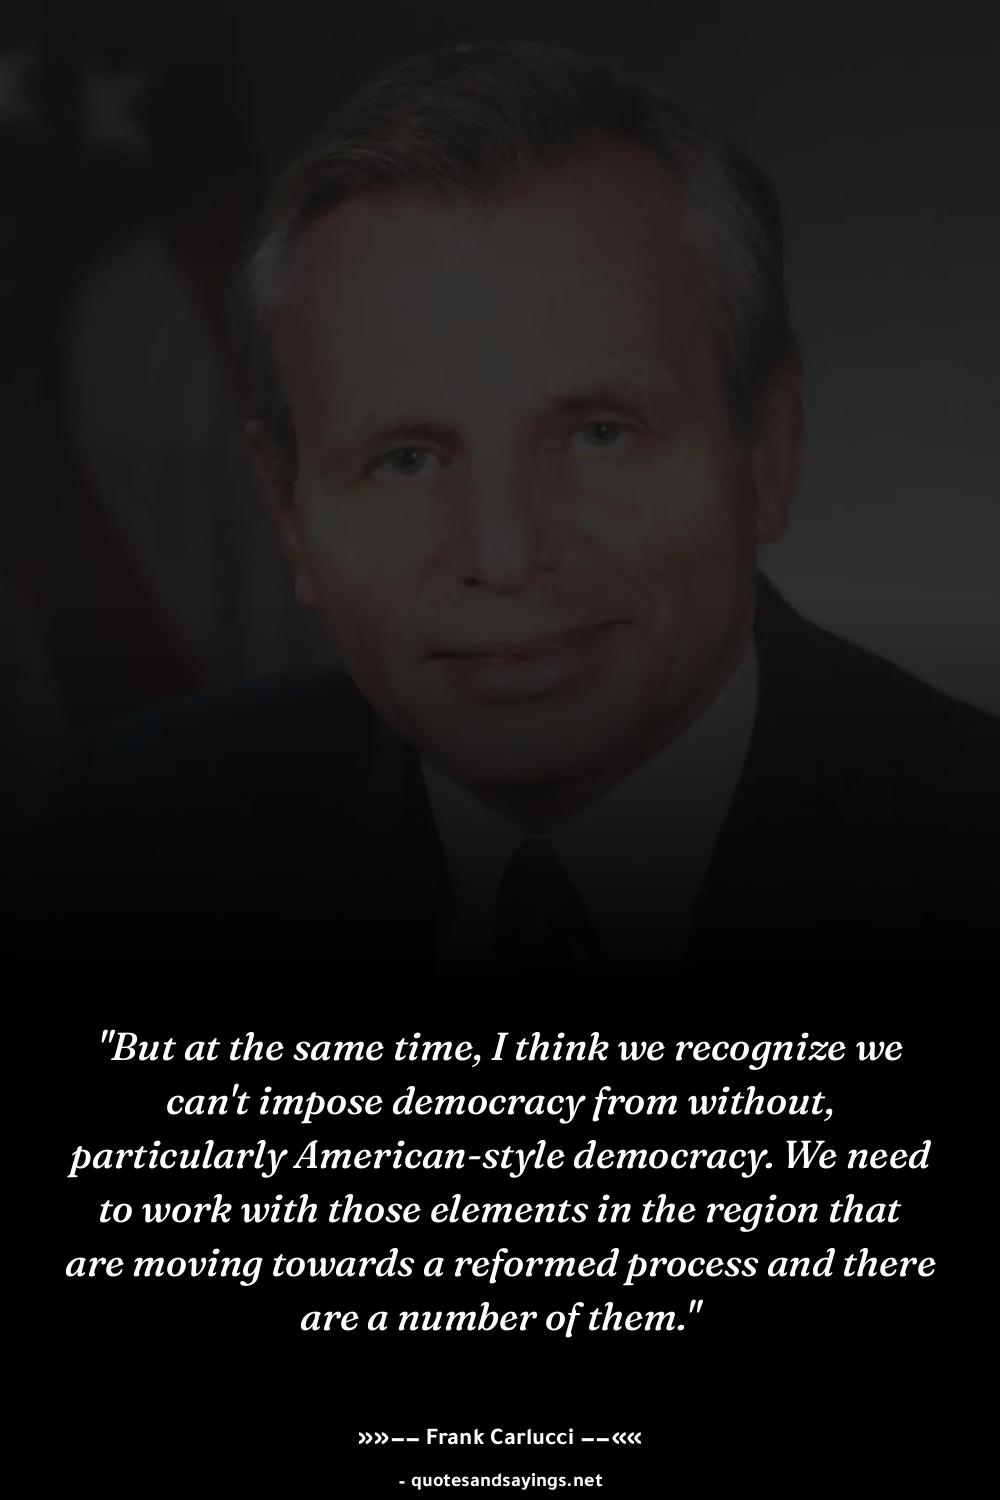 "But at the same time, I think we recognize we
can't impose democracy from without,
particularly American-style democracy. We need
to work with those elements in the region that
are moving towards a reformed process and there
are a number of them."
»»–– Frank Carlucci ––««
- quotesandsayings.net